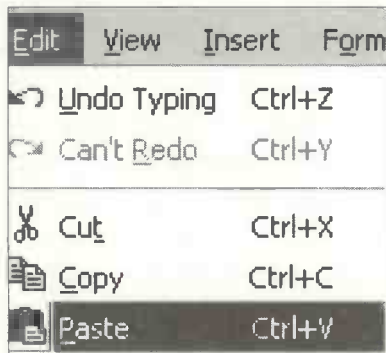 Edit View Insert Form
Undo Typing Ctrl+Z
Can't Redo Ctrl+Y
Cut Ctrl+X
Copy Ctrl+C
Paste Ctrl+V